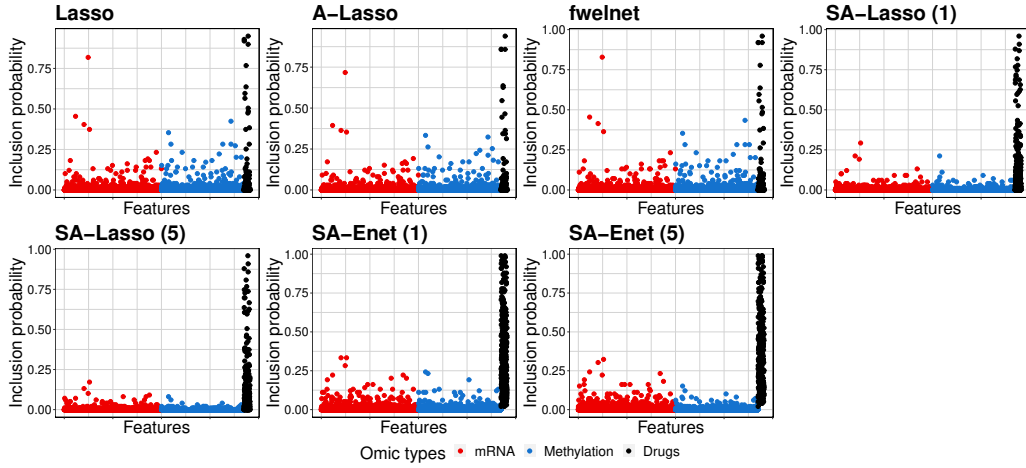 Lasso
A−Lasso
fwelnet
SA−Lasso (1)
Inclusion probability
0.75
0.50
0.25
0.00
Features
Inclusion probability
0.75
0.50
0.25
0.00
Features
Inclusion probability
0.75
0.50
0.25
0.00
Features
Inclusion probability
1.00
0.75
0.50
0.25
0.00
Features
SA−Lasso (5)
SA−Enet (1)
SA−Enet (5)
Inclusion probability
1.00
0.75
0.50
0.25
0.00
Features
Inclusion probability
1.00
0.75
0.50
0.25
0.00
Features
Inclusion probability
1.00
0.75
0.50
0.25
0.00
Features
Omic types mRNA Methylation Drugs